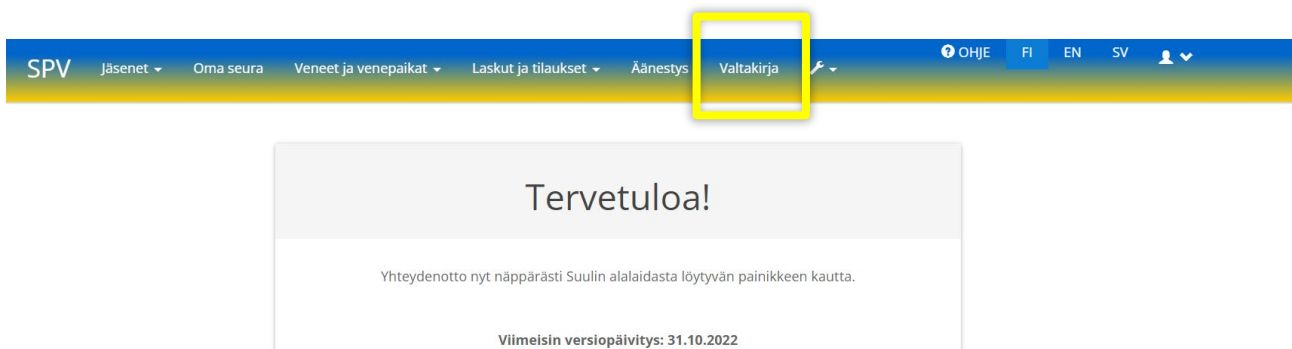 SPV Jäsenet Oma seura Veneet ja venepaikat Laskut ja tilaukset Äänestys Valtakirja OHJE FI EN SV
Tervetuloa!
Yhteydenotto nyt näppärästi Suulin alalaidasta löytyvän painikkeen kautta.
Viimeisin versiopäivitys: 31.10.2022